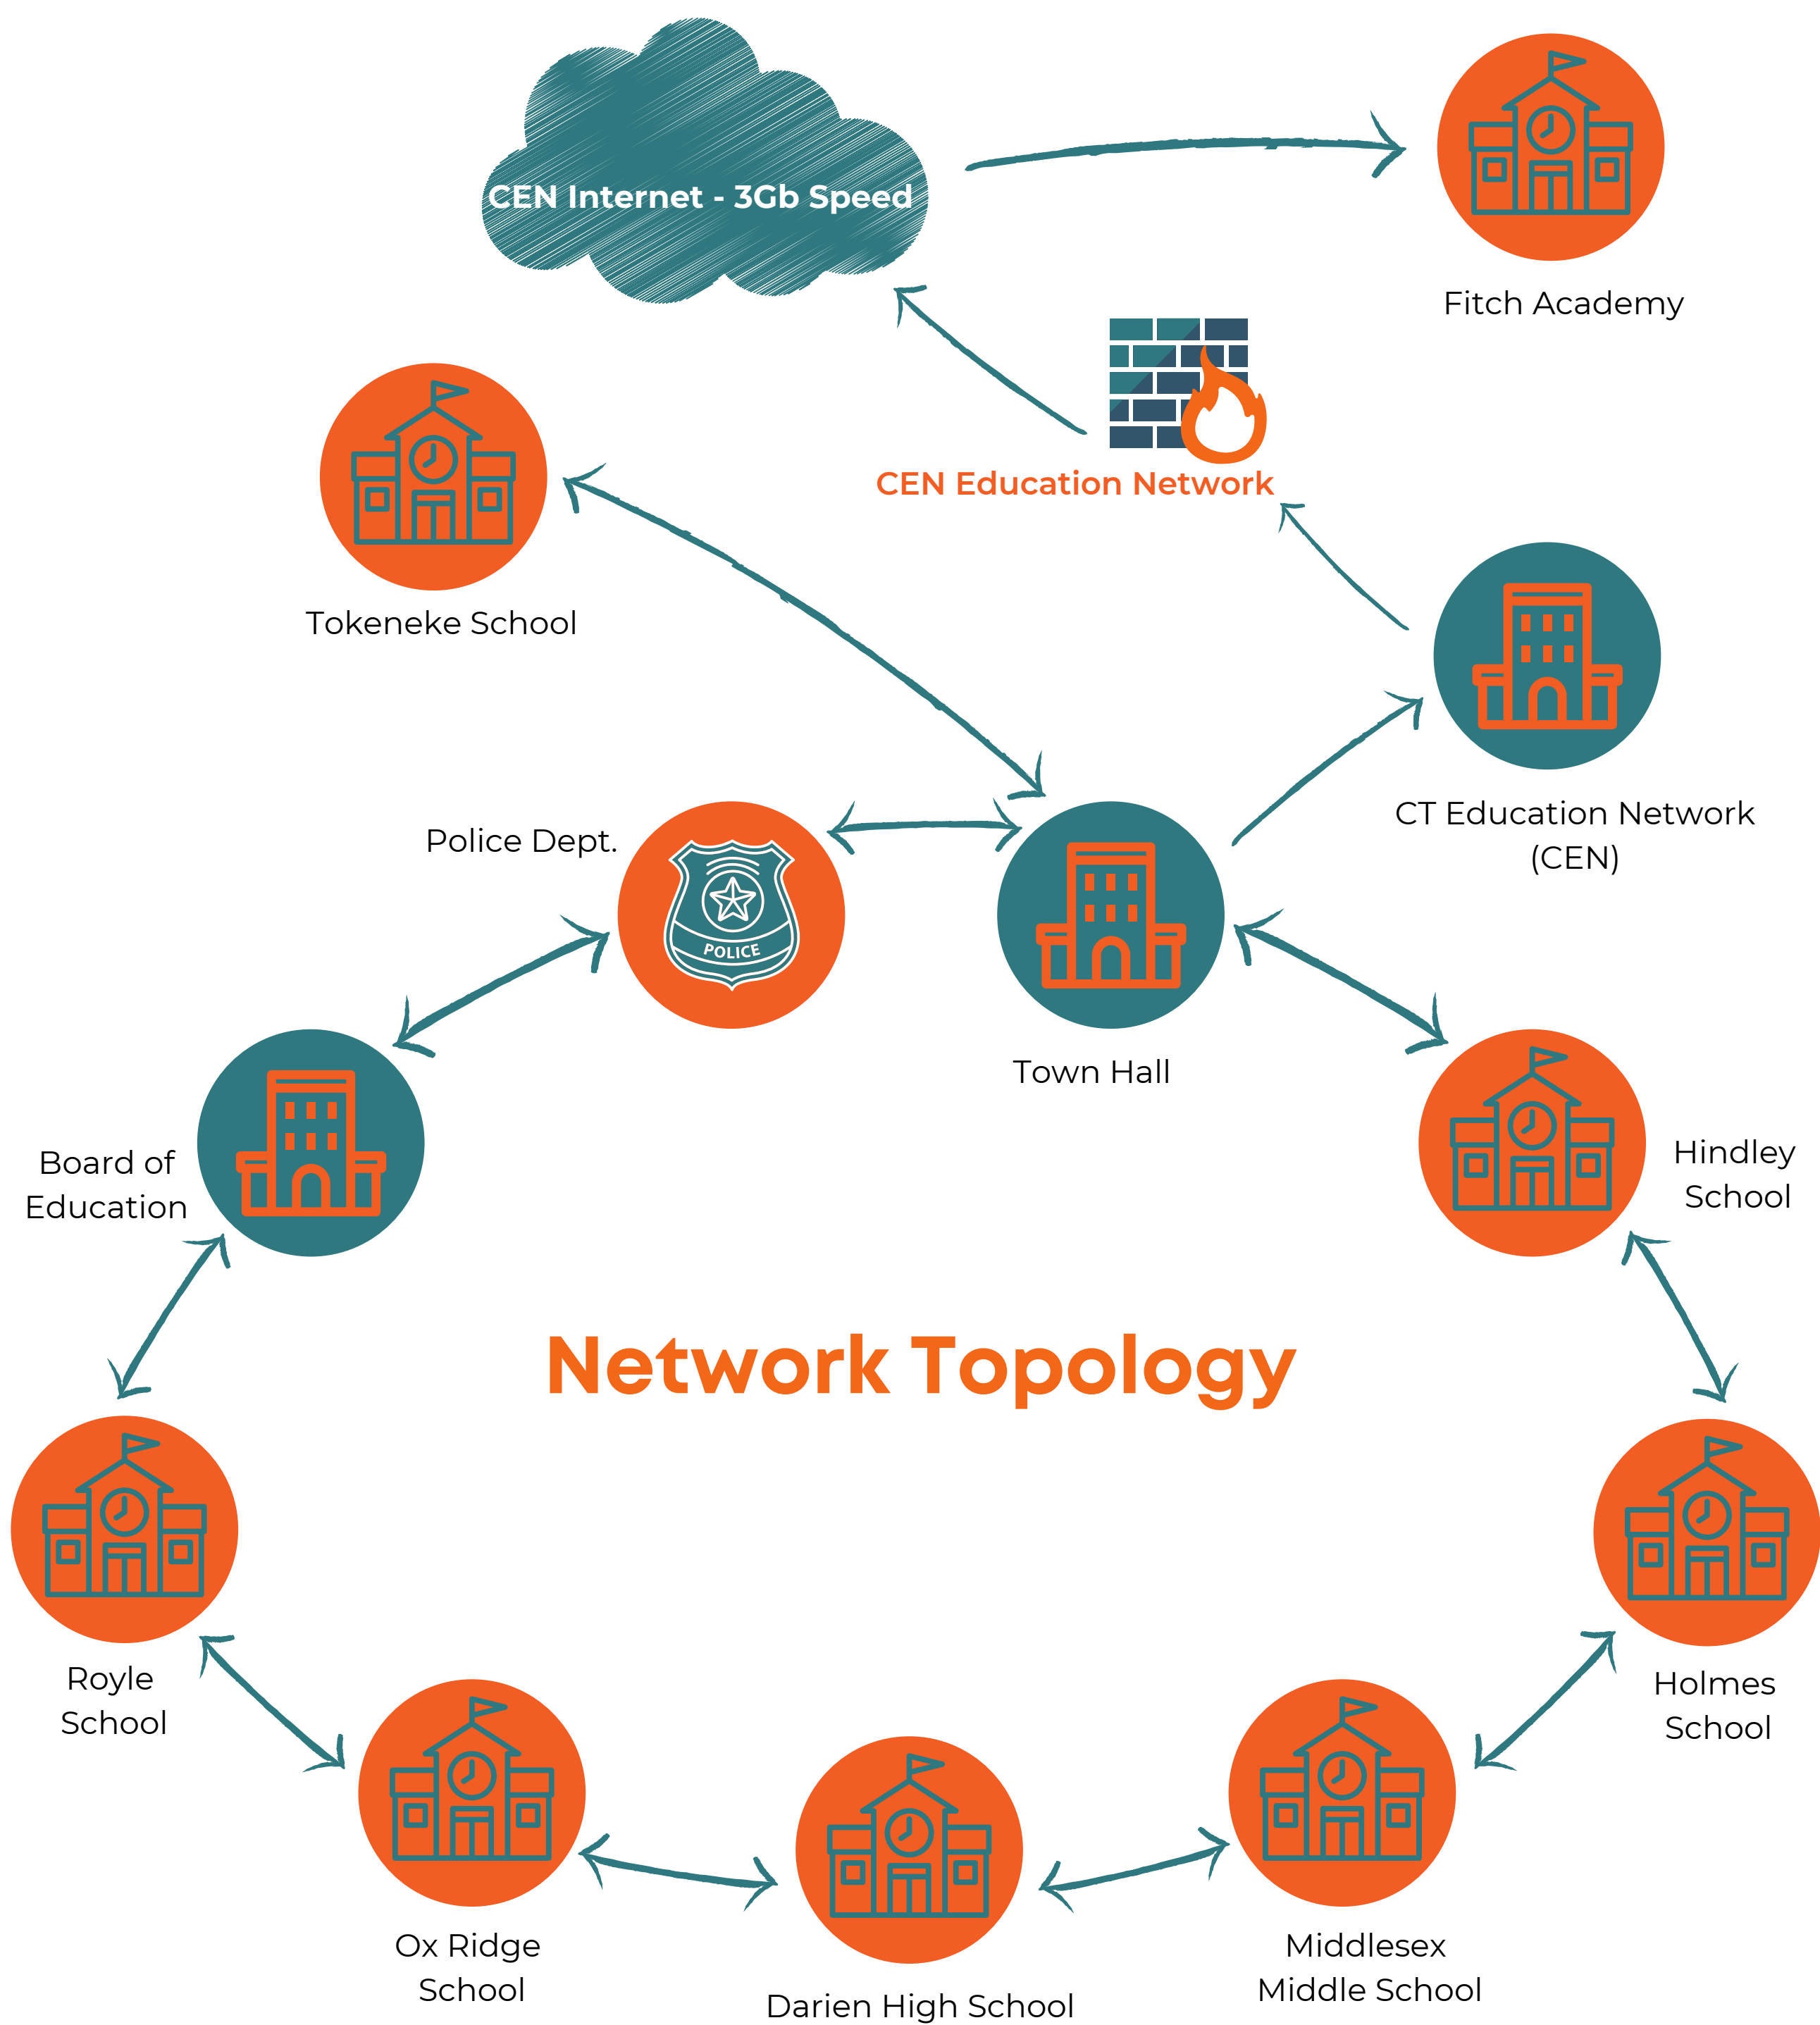 CEN Internet - 3Gb Speed
Fitch Academy
CEN Education Network
Tokeneke School
CT Education Network
(CEN)
Police Dept.
POLICE
Town Hall
Board of
Education
Hindley
School
Network Topology
Royle
School
Holmes
School
Ox Ridge
School
Middlesex
Middle School
Darien High School